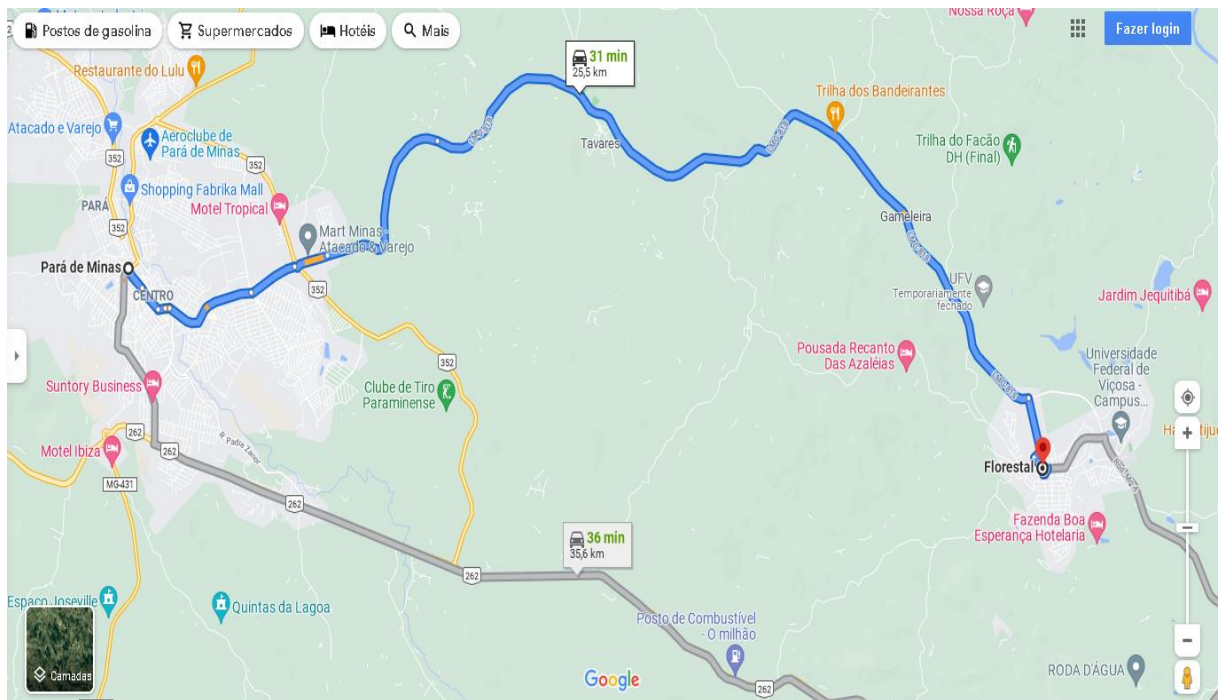 Postos de gasolina
Supermercados
Hotéis
Mais
Nossa Roça
Fazer login
Restaurante do Lulu
31 min
25,5 km
Trilha dos Bandeirantes
Atacado e Varejo
Aeroclube de
Pará de Minas
352
352
Tavares
Trilha do Facão
DH (Final)
Shopping Fabrika Mall
PARÁ
Motel Tropical
352
Gameleira
Mart Minas -
Atacado & Varejo
Pará de Minas
CENTRO
352
UFV
Temporariamente
fechado
Jardim Jequitibá
352
Pousada Recanto
Das Azaléias
Universidade
Federal de
Viçosa -
Campus...
Suntory Business
Clube de Tiro
Paraminense
262
R. Padre Zanor
Motel Ibiza
262
MG-431
Florestal
262
Fazenda Boa
Esperança Hotelaria
36 min
35,6 km
262
Espaço Joseville
Quintas da Lagoa
Posto de Combustível
- O milhão
Camadas
Google
262
RODA D'ÁGUA